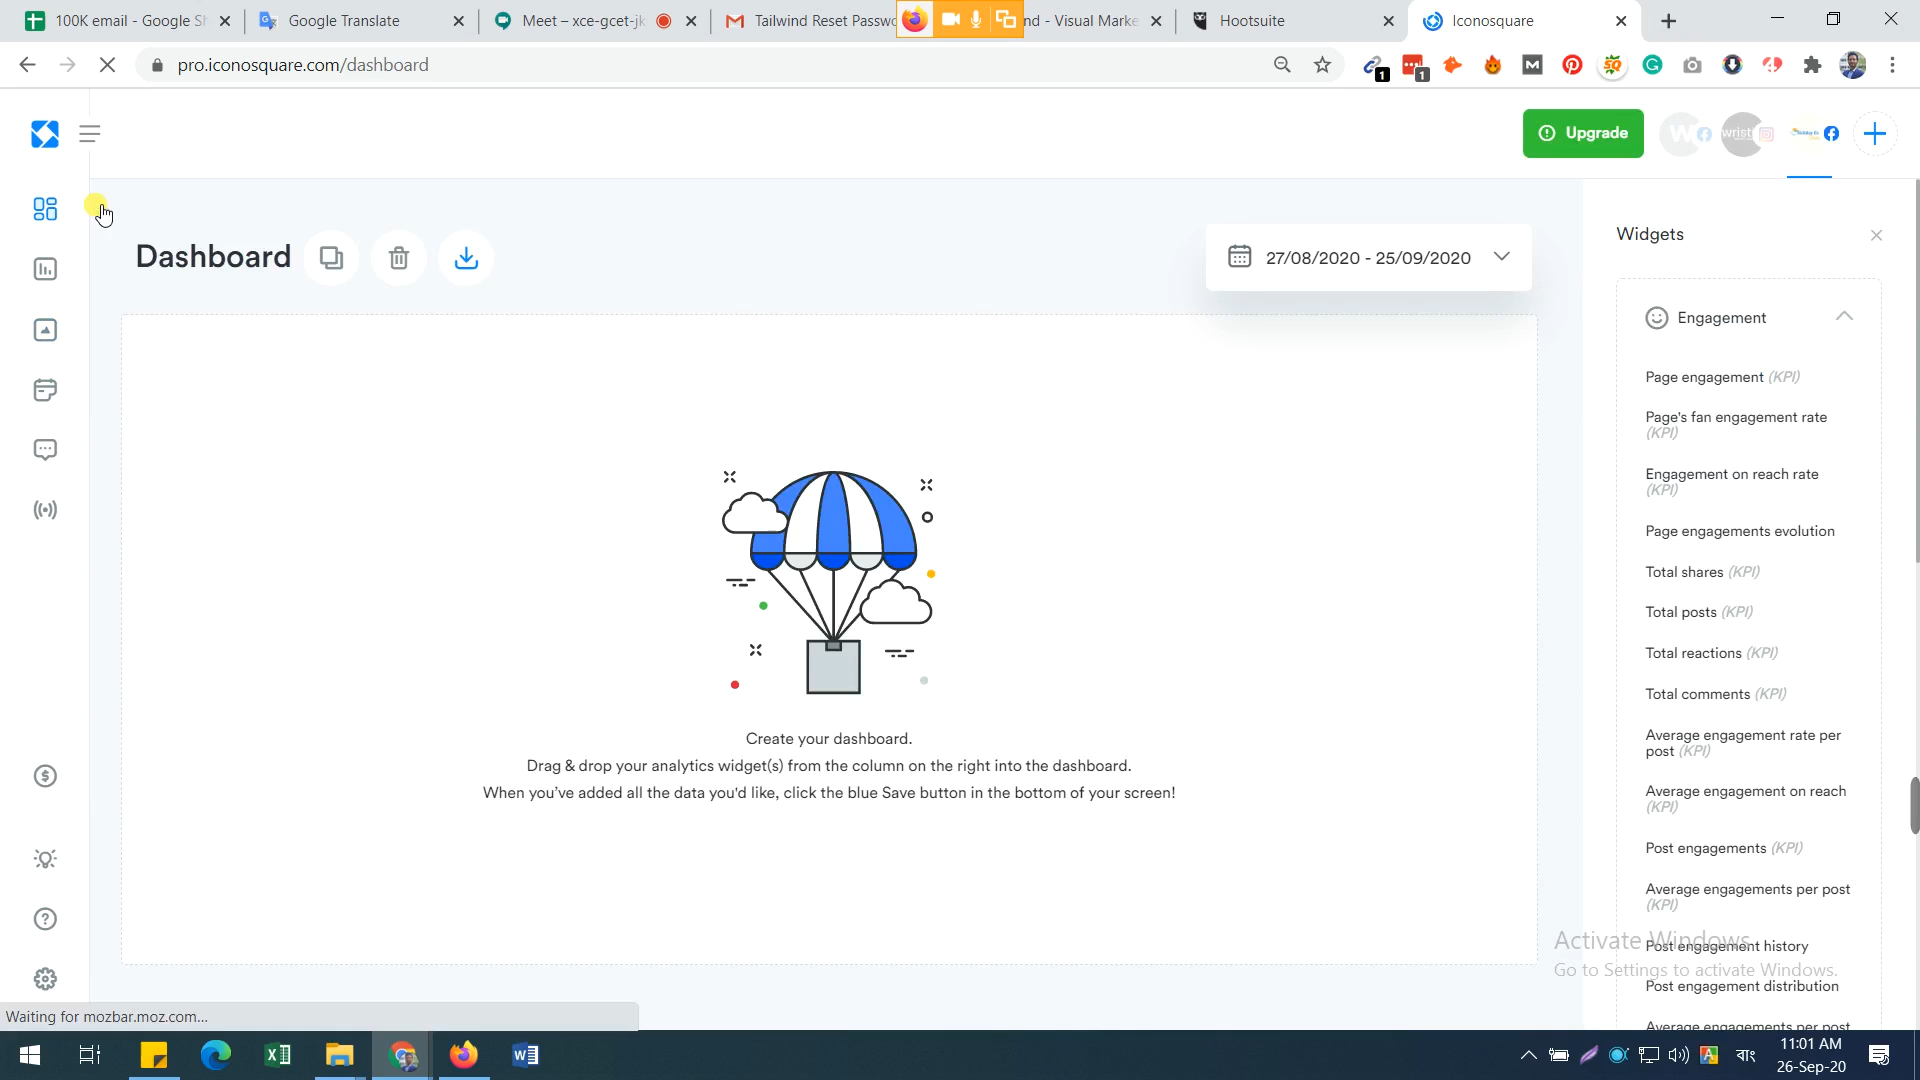 100K email - Google Sh
Google Translate
Meet – xce-gcet-jk
Tailwind Reset Passwo
nd - Visual Marke
Hootsuite
Iconosquare
pro.iconosquare.com/dashboard
1
1
Upgrade
W
wrist
Dashboard
27/08/2020 - 25/09/2020
Widgets
Engagement
Page engagement (KPI)
Page's fan engagement rate
(KPI)
Engagement on reach rate
(KPI)
Page engagements evolution
Total shares (KPI)
Total posts (KPI)
Total reactions (KPI)
Total comments (KPI)
Average engagement rate per
post (KPI)
Average engagement on reach
(KPI)
Post engagements (KPI)
Average engagements per post
(KPI)
Post engagement history
Post engagement distribution
Average engagements per post
Create your dashboard.
Drag & drop your analytics widget(s) from the column on the right into the dashboard.
When you've added all the data you'd like, click the blue Save button in the bottom of your screen!
Activate Windows
Go to Settings to activate Windows.
Waiting for mozbar.moz.com...
বাং
11:01 AM
26-Sep-20